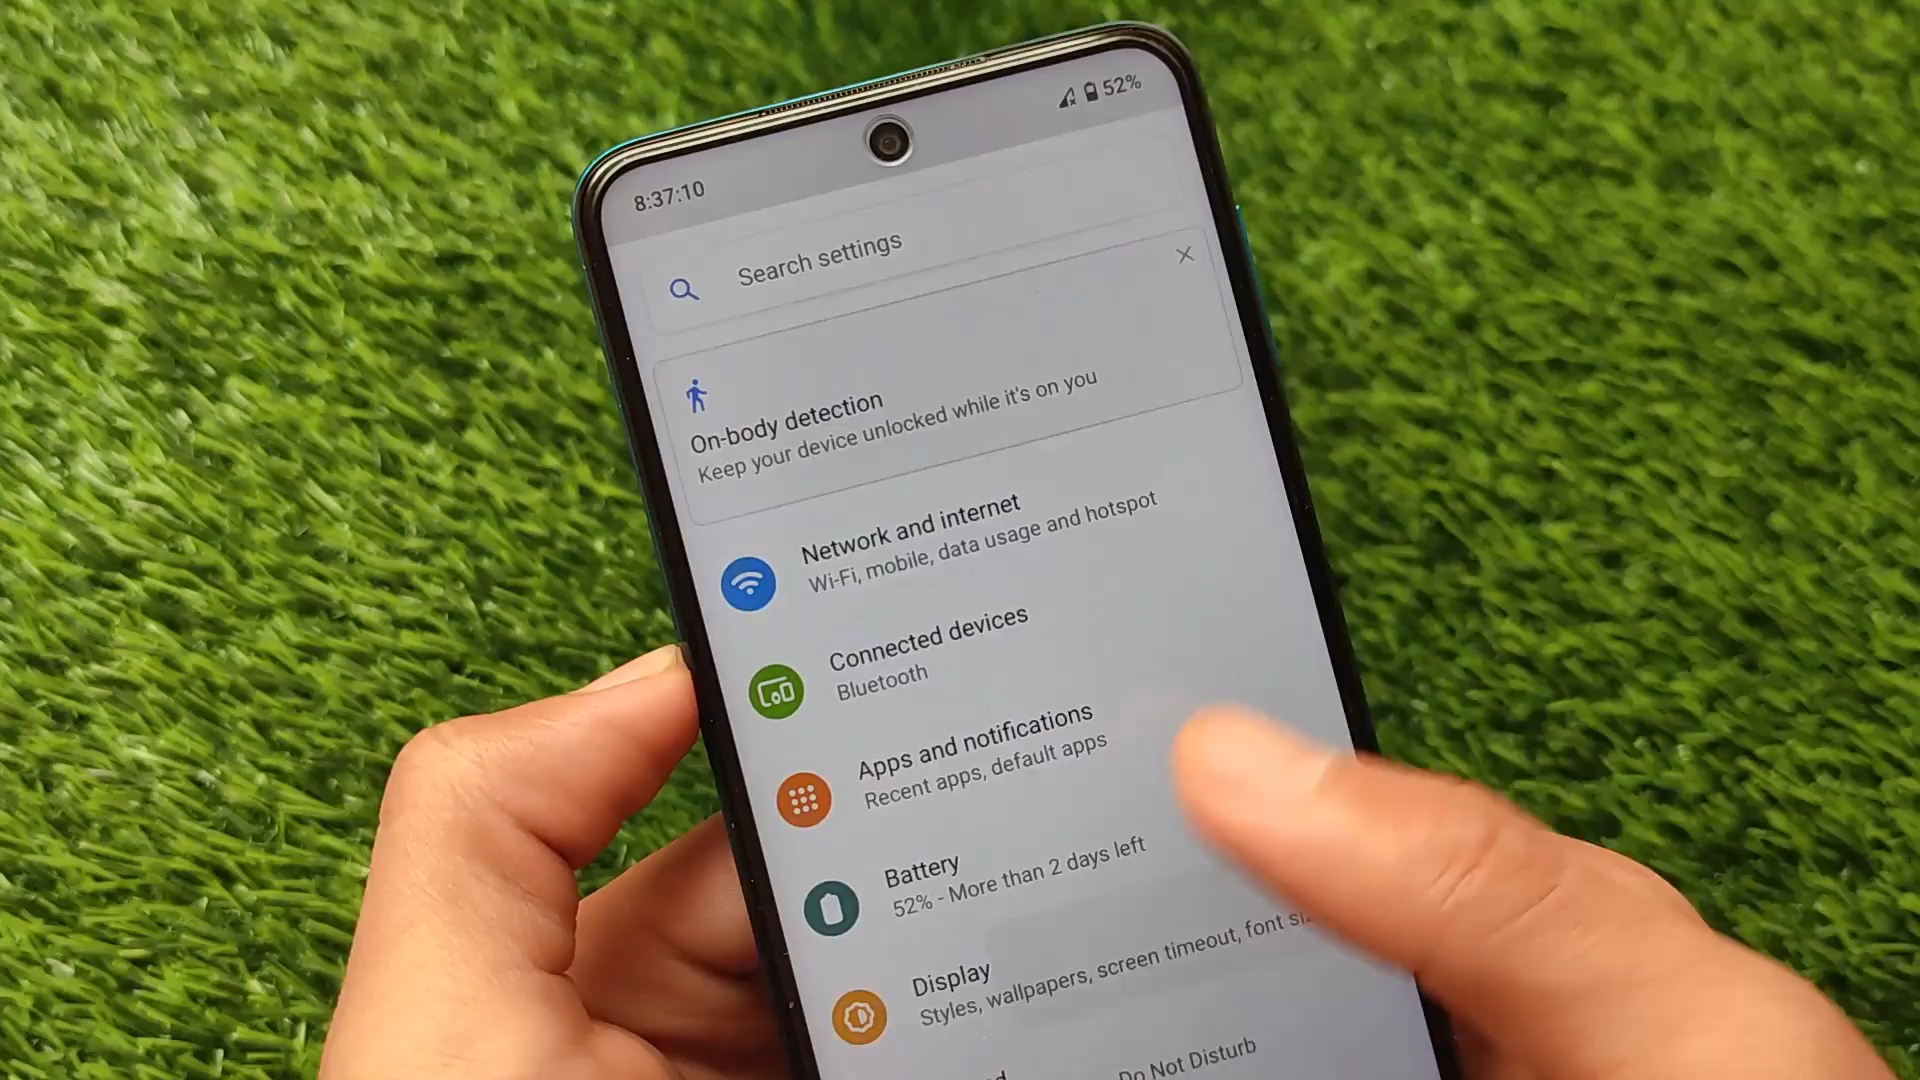 8:37:10
52%
Search settings
On-body detection
Keep your device unlocked while it's on you
Network and internet
Wi-Fi, mobile, data usage and hotspot
Connected devices
Bluetooth
Apps and notifications
Recent apps, default apps
Battery
52% - More than 2 days left
Display
Styles, wallpapers, screen timeout, font
Do Not Disturb